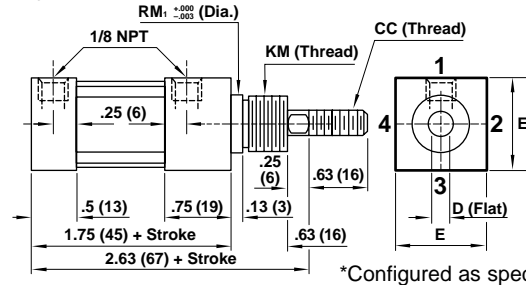 RM₁ +.000 -.003 (Dia.)
CC (Thread)
1/8 NPT
KM (Thread)
1
.25 (6)
4
2
E
.25
(6)
.63 (16)
3
.5 (13)
.75 (19)
.13 (3)
D (Flat)
1.75 (45) + Stroke
.63 (16)
E
2.63 (67) + Stroke
*Configured as spec